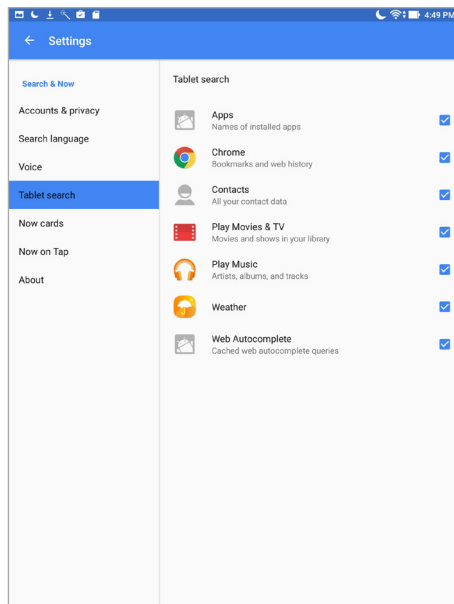 4:49 PM
Settings
Search & Now
Accounts & privacy
Search language
Voice
Tablet search
Now cards
Now on Tap
About
Tablet search
Apps
Names of installed apps
Chrome
Bookmarks and web history
Contacts
All your contact data
Play Movies & TV
Movies and shows in your library
Play Music
Artists, albums, and tracks
Weather
Web Autocomplete
Cached web autocomplete queries